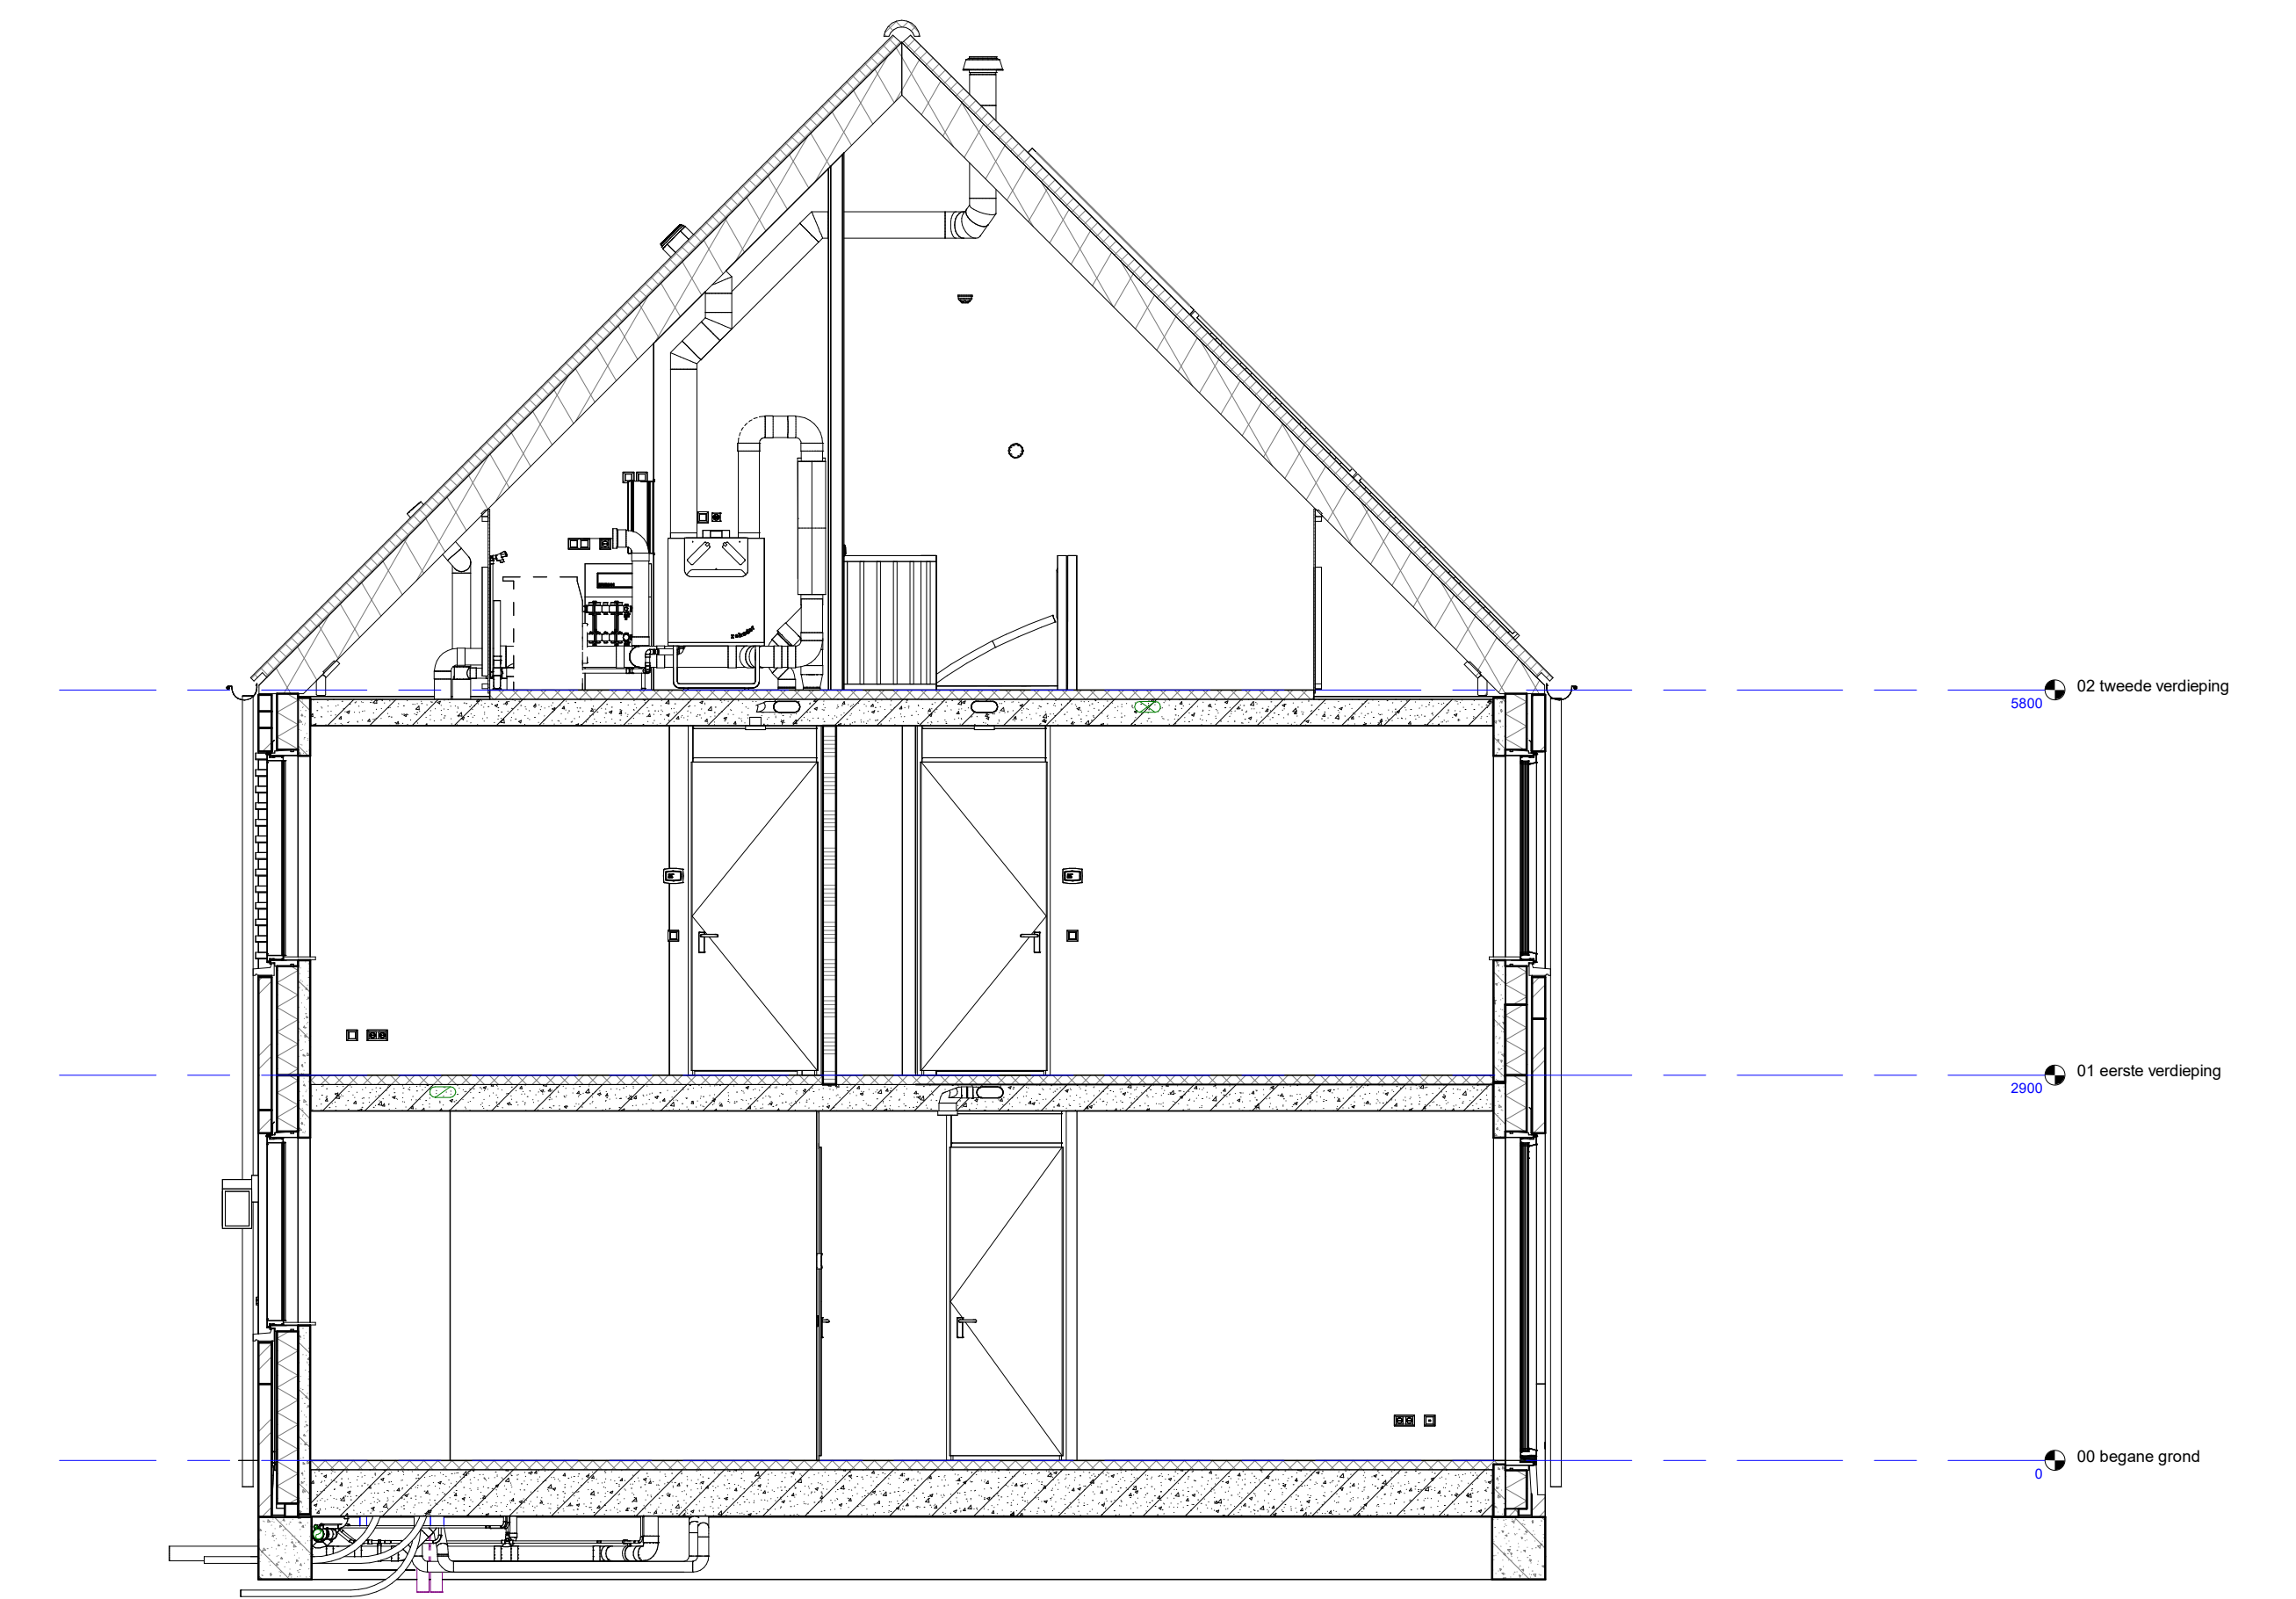 02 tweede verdieping
5800
01 eerste verdieping
2900
00 begane grond
0